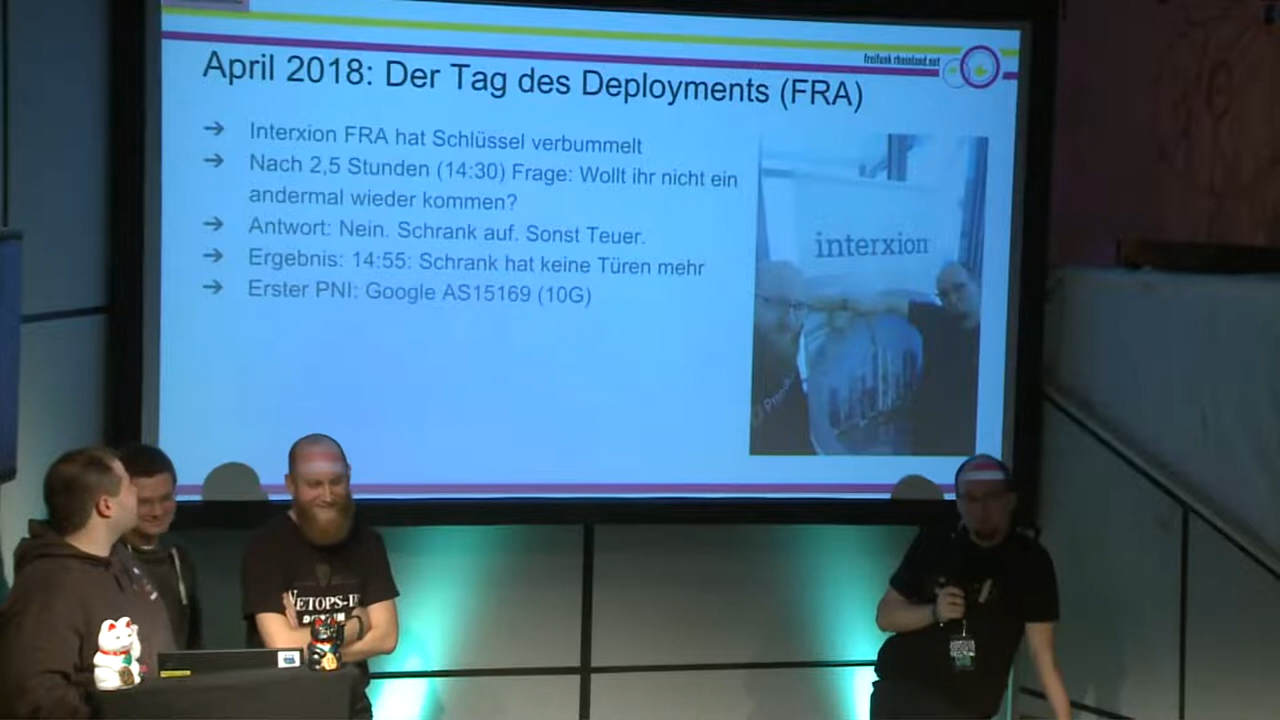 freifunk rheinland.net
April 2018: Der Tag des Deployments (FRA)
➔ Interxion FRA hat Schlüssel verbummelt
➔ Nach 2,5 Stunden (14:30) Frage: Wollt ihr nicht ein
andermal wieder kommen?
➔ Antwort: Nein. Schrank auf. Sonst Teuer.
➔ Ergebnis: 14:55: Schrank hat keine Türen mehr
➔ Erster PNI: Google AS15169 (10G)
interxion